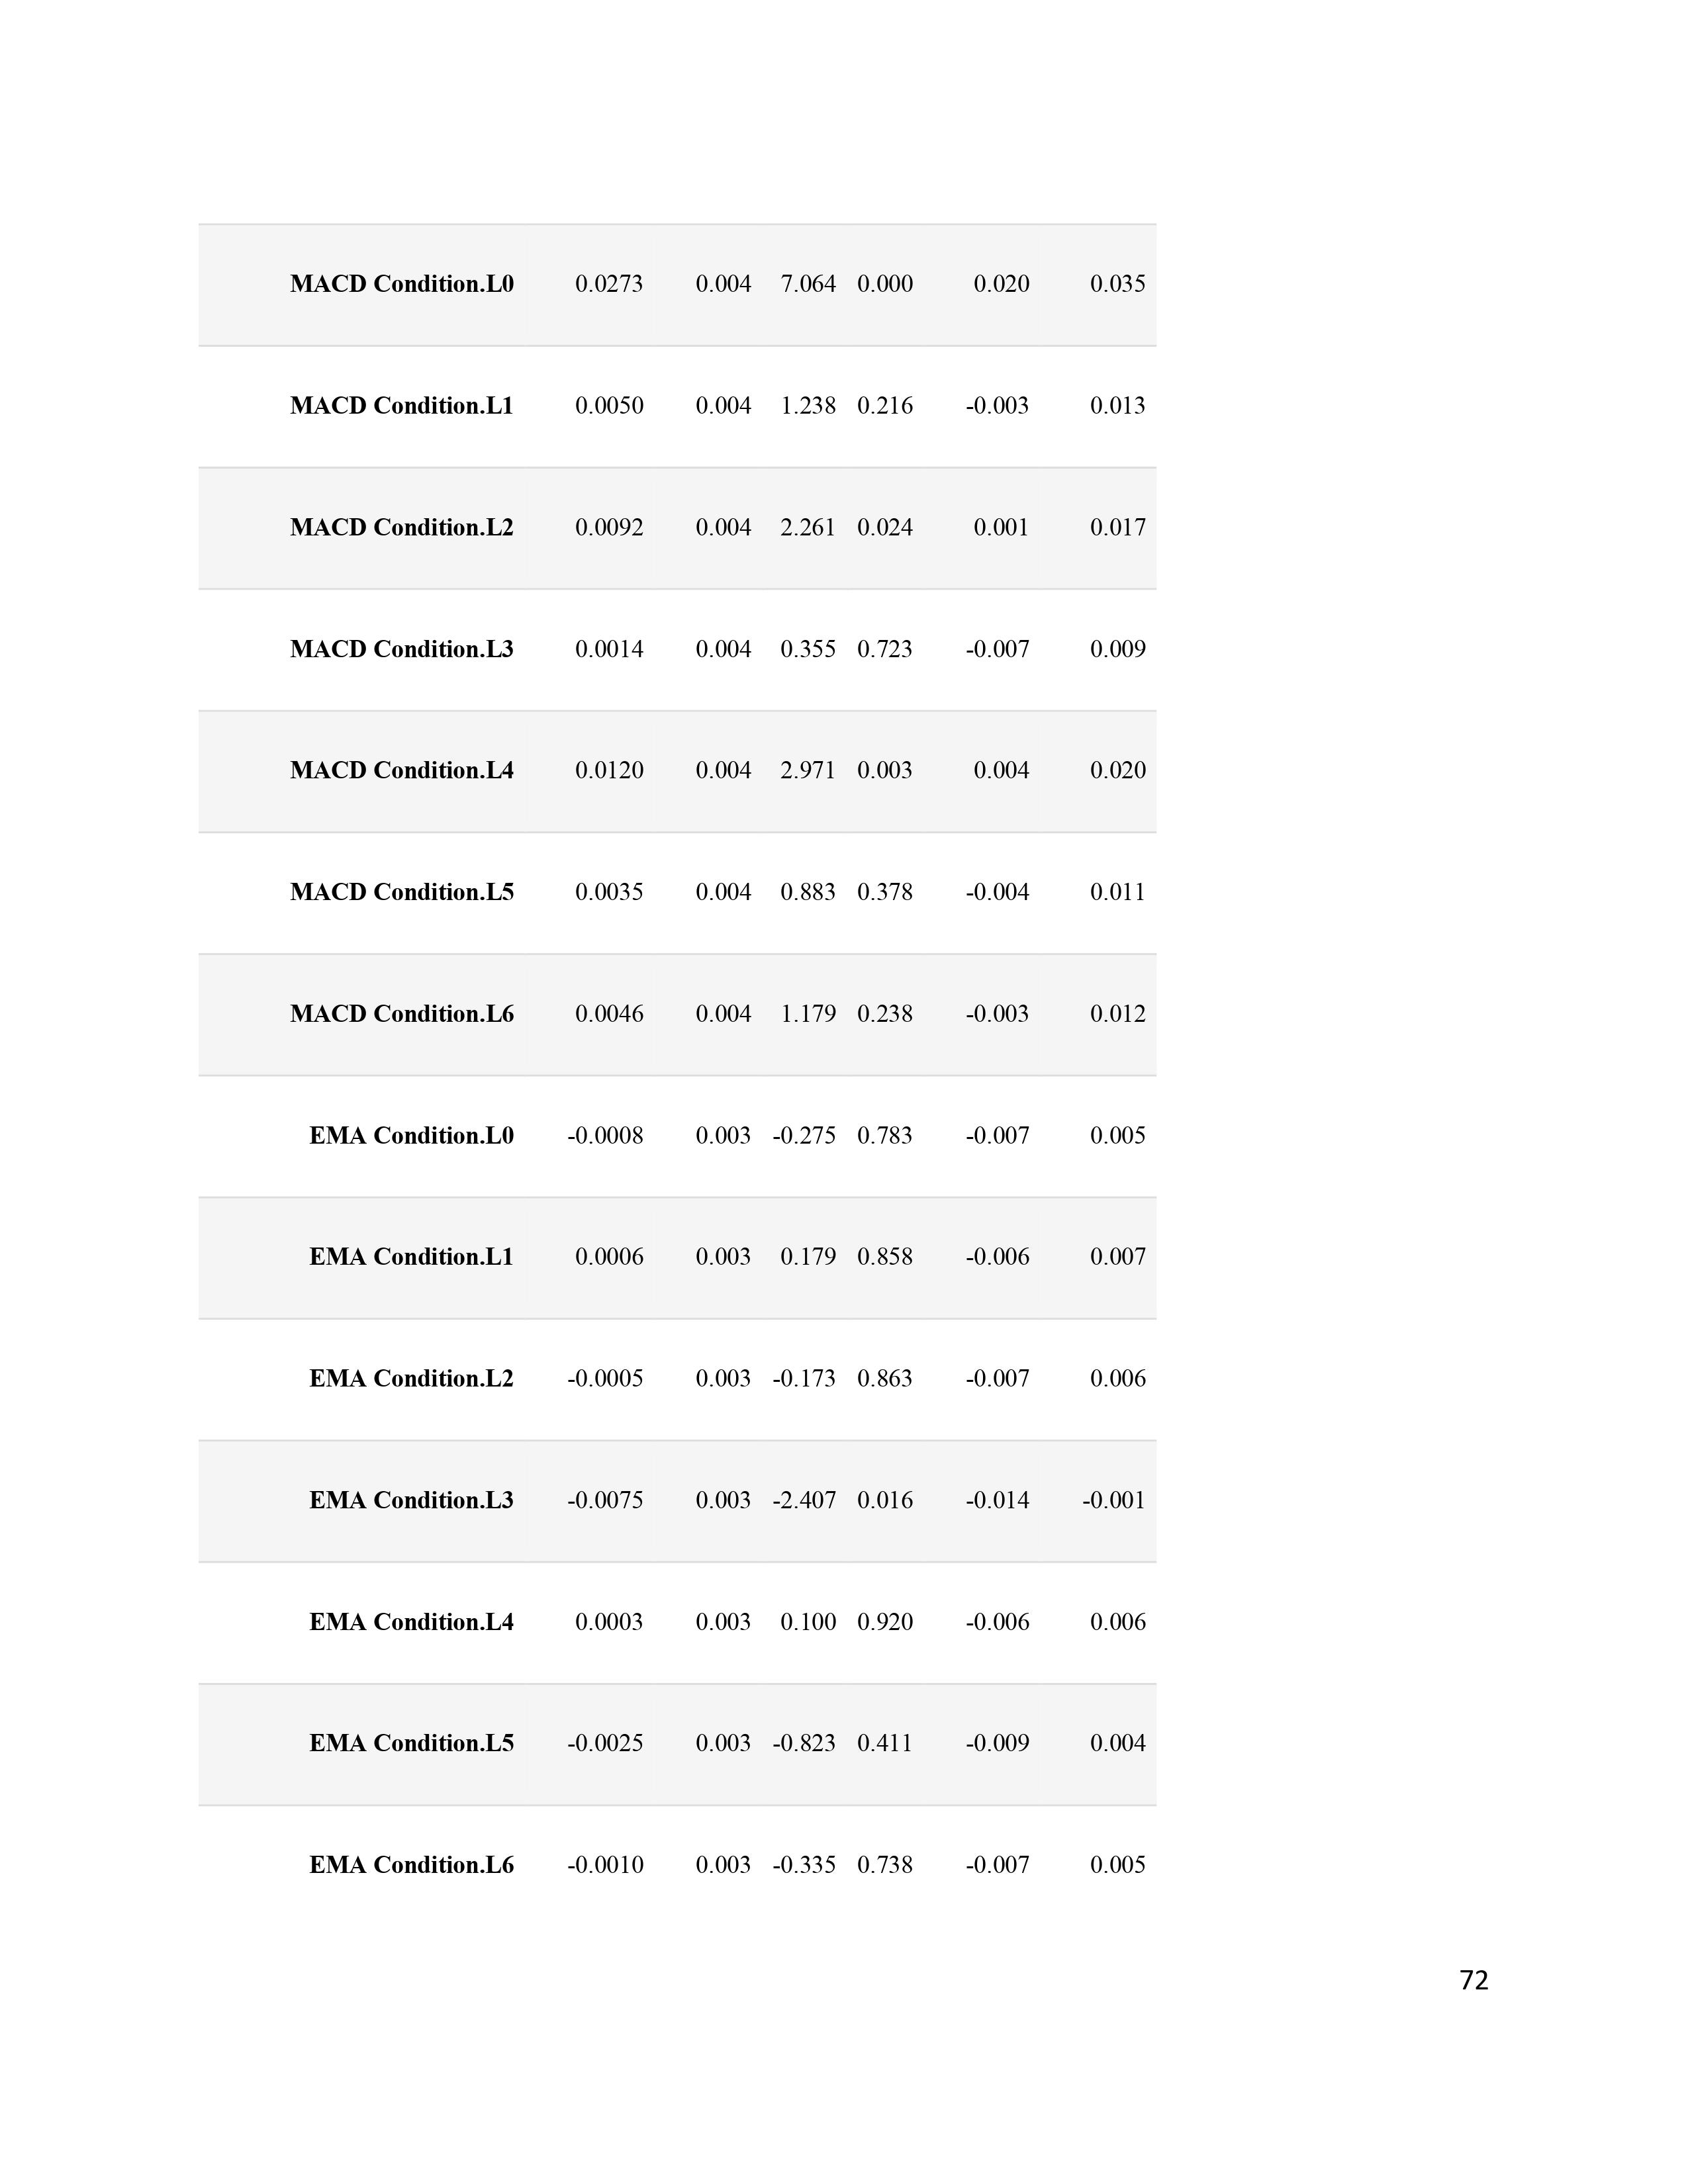 MACD Condition.L0 0.0273 0.004 7.064 0.000 0.020 0.035
MACD Condition.L1 0.0050 0.004 1.238 0.216 -0.003 0.013
MACD Condition.L2 0.0092 0.004 2.261 0.024 0.001 0.017
MACD Condition.L3 0.0014 0.004 0.355 0.723 -0.007 0.009
MACD Condition.L4 0.0120 0.004 2.971 0.003 0.004 0.020
MACD Condition.L5 0.0035 0.004 0.883 0.378 -0.004 0.011
MACD Condition.L6 0.0046 0.004 1.179 0.238 -0.003 0.012
EMA Condition.L0 -0.0008 0.003 -0.275 0.783 -0.007 0.005
EMA Condition.L1 0.0006 0.003 0.179 0.858 -0.006 0.007
EMA Condition.L2 -0.0005 0.003 -0.173 0.863 -0.007 0.006
EMA Condition.L3 -0.0075 0.003 -2.407 0.016 -0.014 -0.001
EMA Condition.L4 0.0003 0.003 0.100 0.920 -0.006 0.006
EMA Condition.L5 -0.0025 0.003 -0.823 0.411 -0.009 0.004
EMA Condition.L6 -0.0010 0.003 -0.335 0.738 -0.007 0.005
72